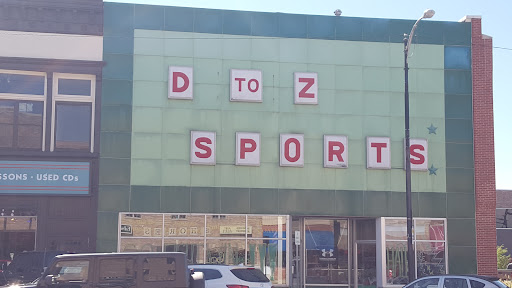 D TO Z
SPORTS
SSONS · USED CDs